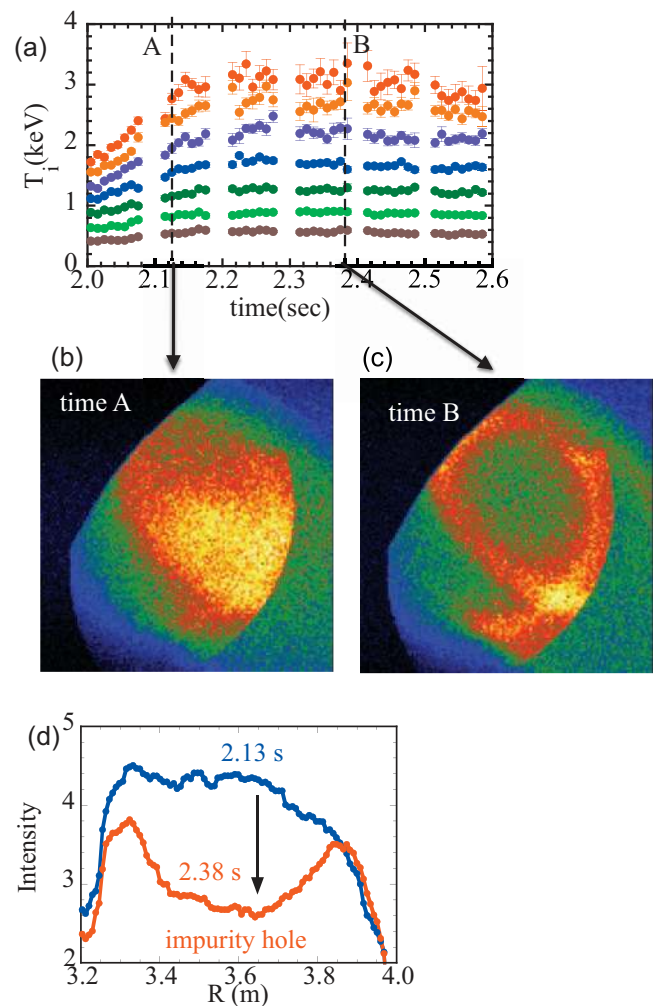 (a)
A
B
4
3
2
1
0
T_i(keV)
2.0 2.1 2.2 2.3 2.4 2.5 2.6
time(sec)
(b)
(c)
time A
time B
(d)
5
4
3
2
Intensity
2.13 s
2.38 s
impurity hole
3.2 3.4 3.6 3.8 4.0
R (m)